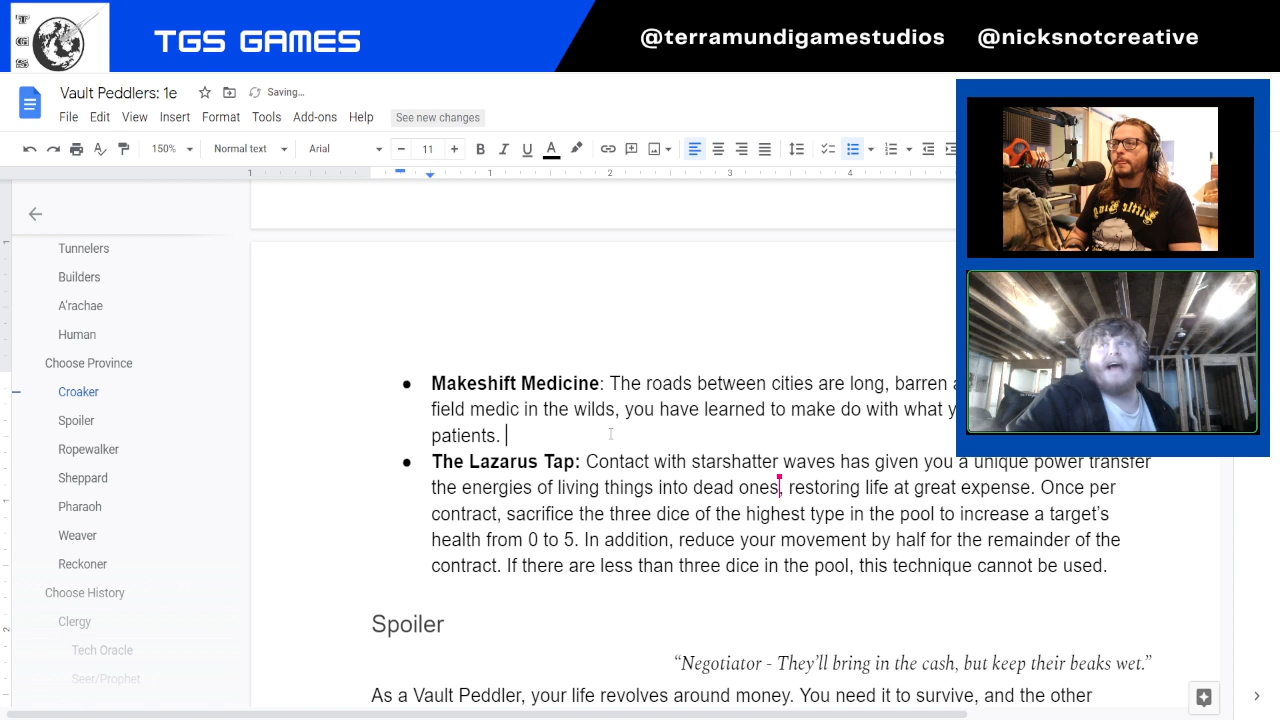 T
G
S
TGS GAMES
@terramundigamestudios @nicksnotcreative
Vault Peddlers: 1e Saving...
File Edit View Insert Format Tools Add-ons Help See new changes
150% Normal text Arial 11
1 1 2 3 4
Tunnelers
Builders
A'rachae
Human
Choose Province
Croaker
Spoiler
Ropewalker
Sheppard
Pharaoh
Weaver
Reckoner
Choose History
Clergy
Tech Oracle
Seer/Prophet
● Makeshift Medicine: The roads between cities are long, barren
field medic in the wilds, you have learned to make do with what
patients.
● The Lazarus Tap: Contact with starshatter waves has given you a unique power transfer
the energies of living things into dead ones, restoring life at great expense. Once per
contract, sacrifice the three dice of the highest type in the pool to increase a target's
health from 0 to 5. In addition, reduce your movement by half for the remainder of the
contract. If there are less than three dice in the pool, this technique cannot be used.
Spoiler
“Negotiator - They’ll bring in the cash, but keep their beaks wet.”
As a Vault Peddler, your life revolves around money. You need it to survive, and the other